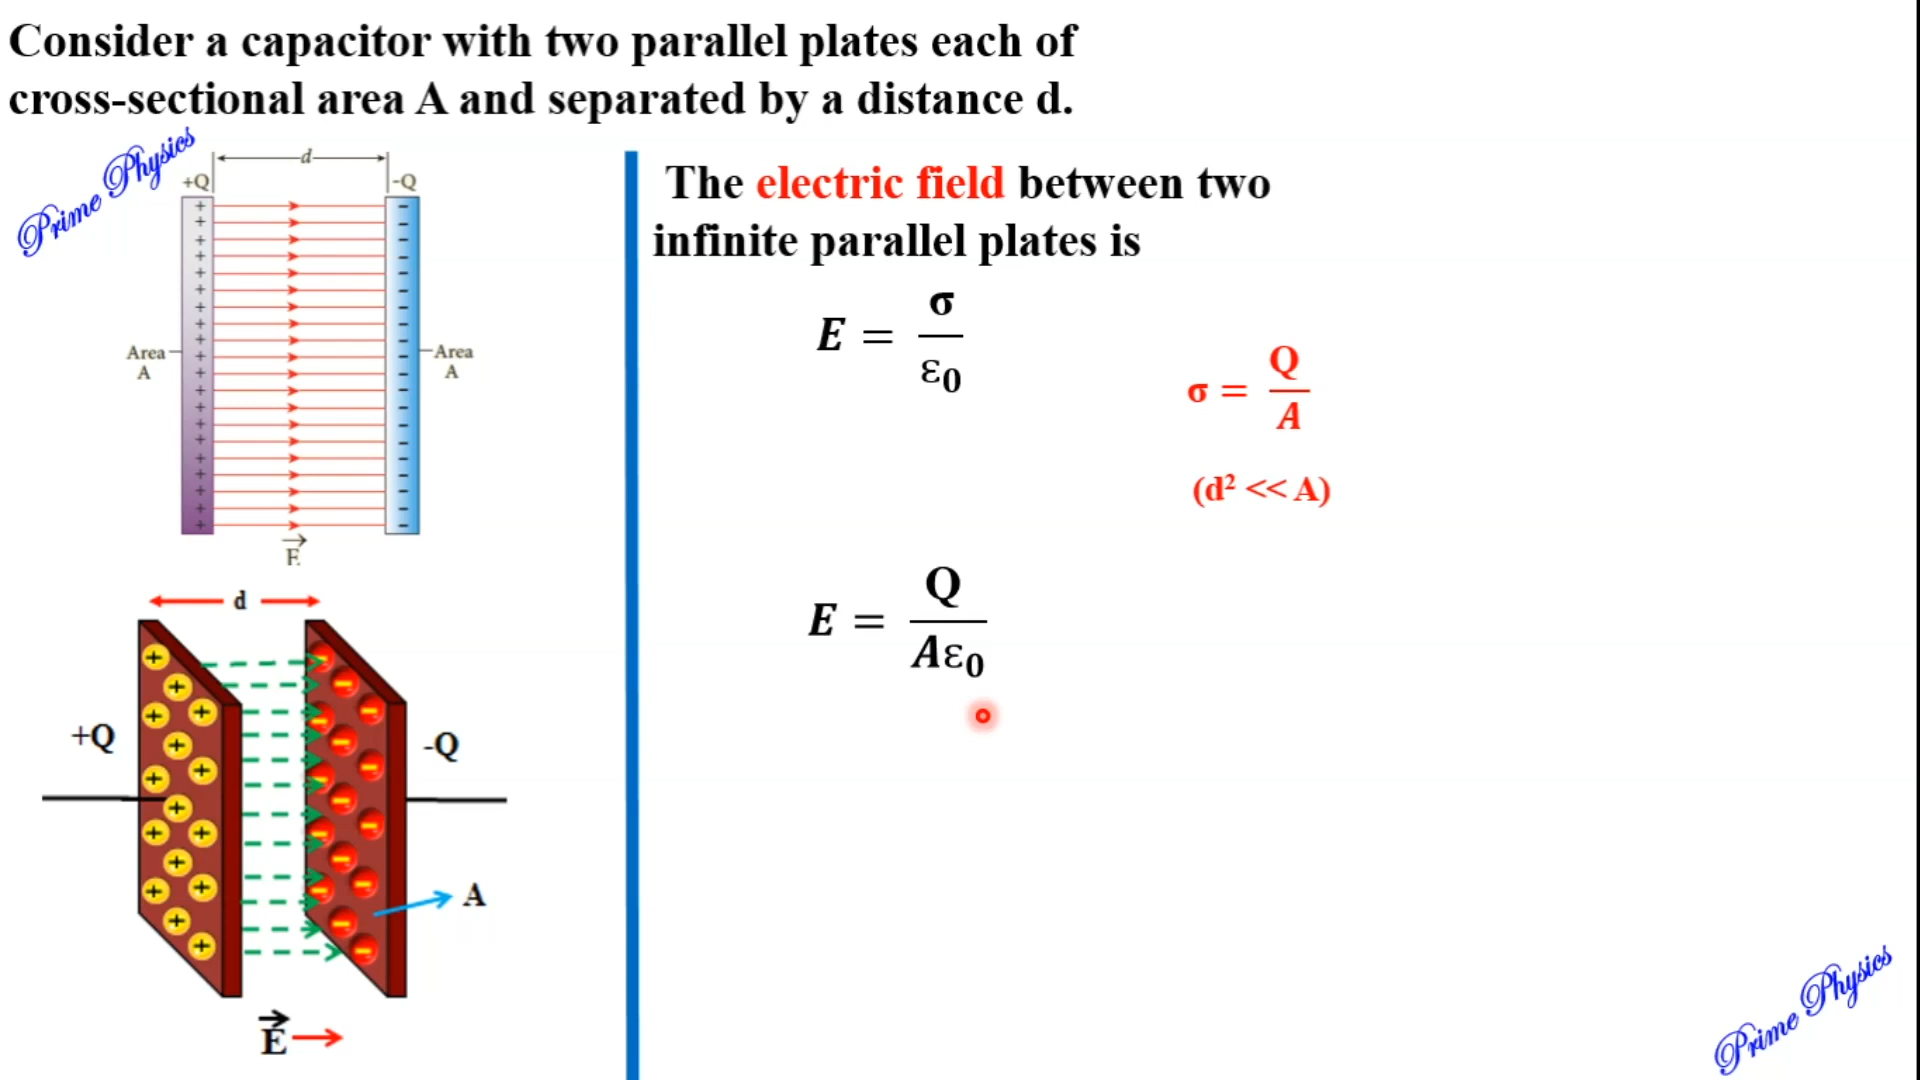 Consider a capacitor with two parallel plates each of
cross-sectional area A and separated by a distance d.
Prime Physics
d
+Q
-Q
Area
A
Area
A
E
d
+Q
-Q
A
E
The electric field between two
infinite parallel plates is
E = σ/ε₀
σ = Q/A
(d² << A)
E = Q/Aε₀
Prime Physics